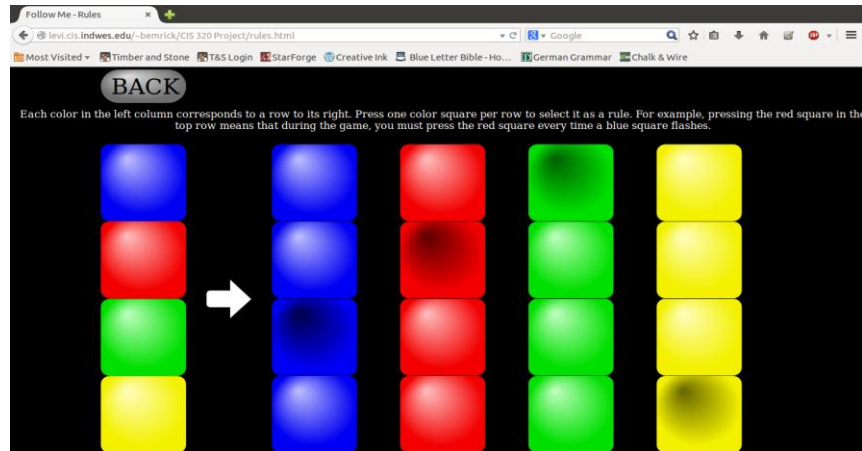 Follow Me - Rules
levi.cis.indwes.edu/~bemrick/CIS 320 Project/rules.html
Google
Most Visited
Timber and Stone
T&S Login
StarForge
Creative Ink
Blue Letter Bible - Ho...
German Grammar
Chalk & Wire
BACK
Each color in the left column corresponds to a row to its right. Press one color square per row to select it as a rule. For example, pressing the red square in the
top row means that during the game, you must press the red square every time a blue square flashes.